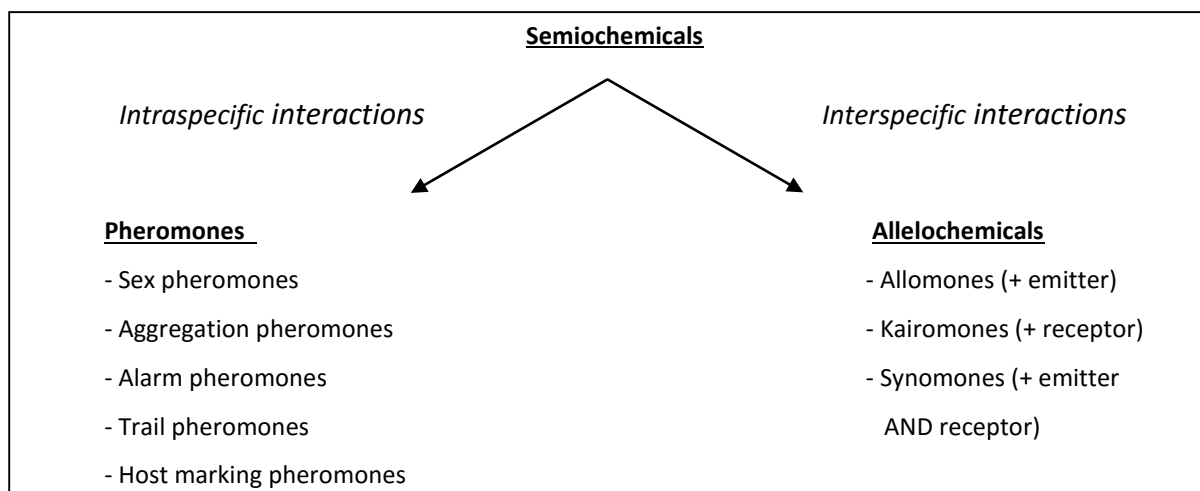 Semiochemicals
Intraspecific interactions
Interspecific interactions
Pheromones
- Sex pheromones
- Aggregation pheromones
- Alarm pheromones
- Trail pheromones
- Host marking pheromones
Allelochemicals
- Allomones (+ emitter)
- Kairomones (+ receptor)
- Synomones (+ emitter
AND receptor)